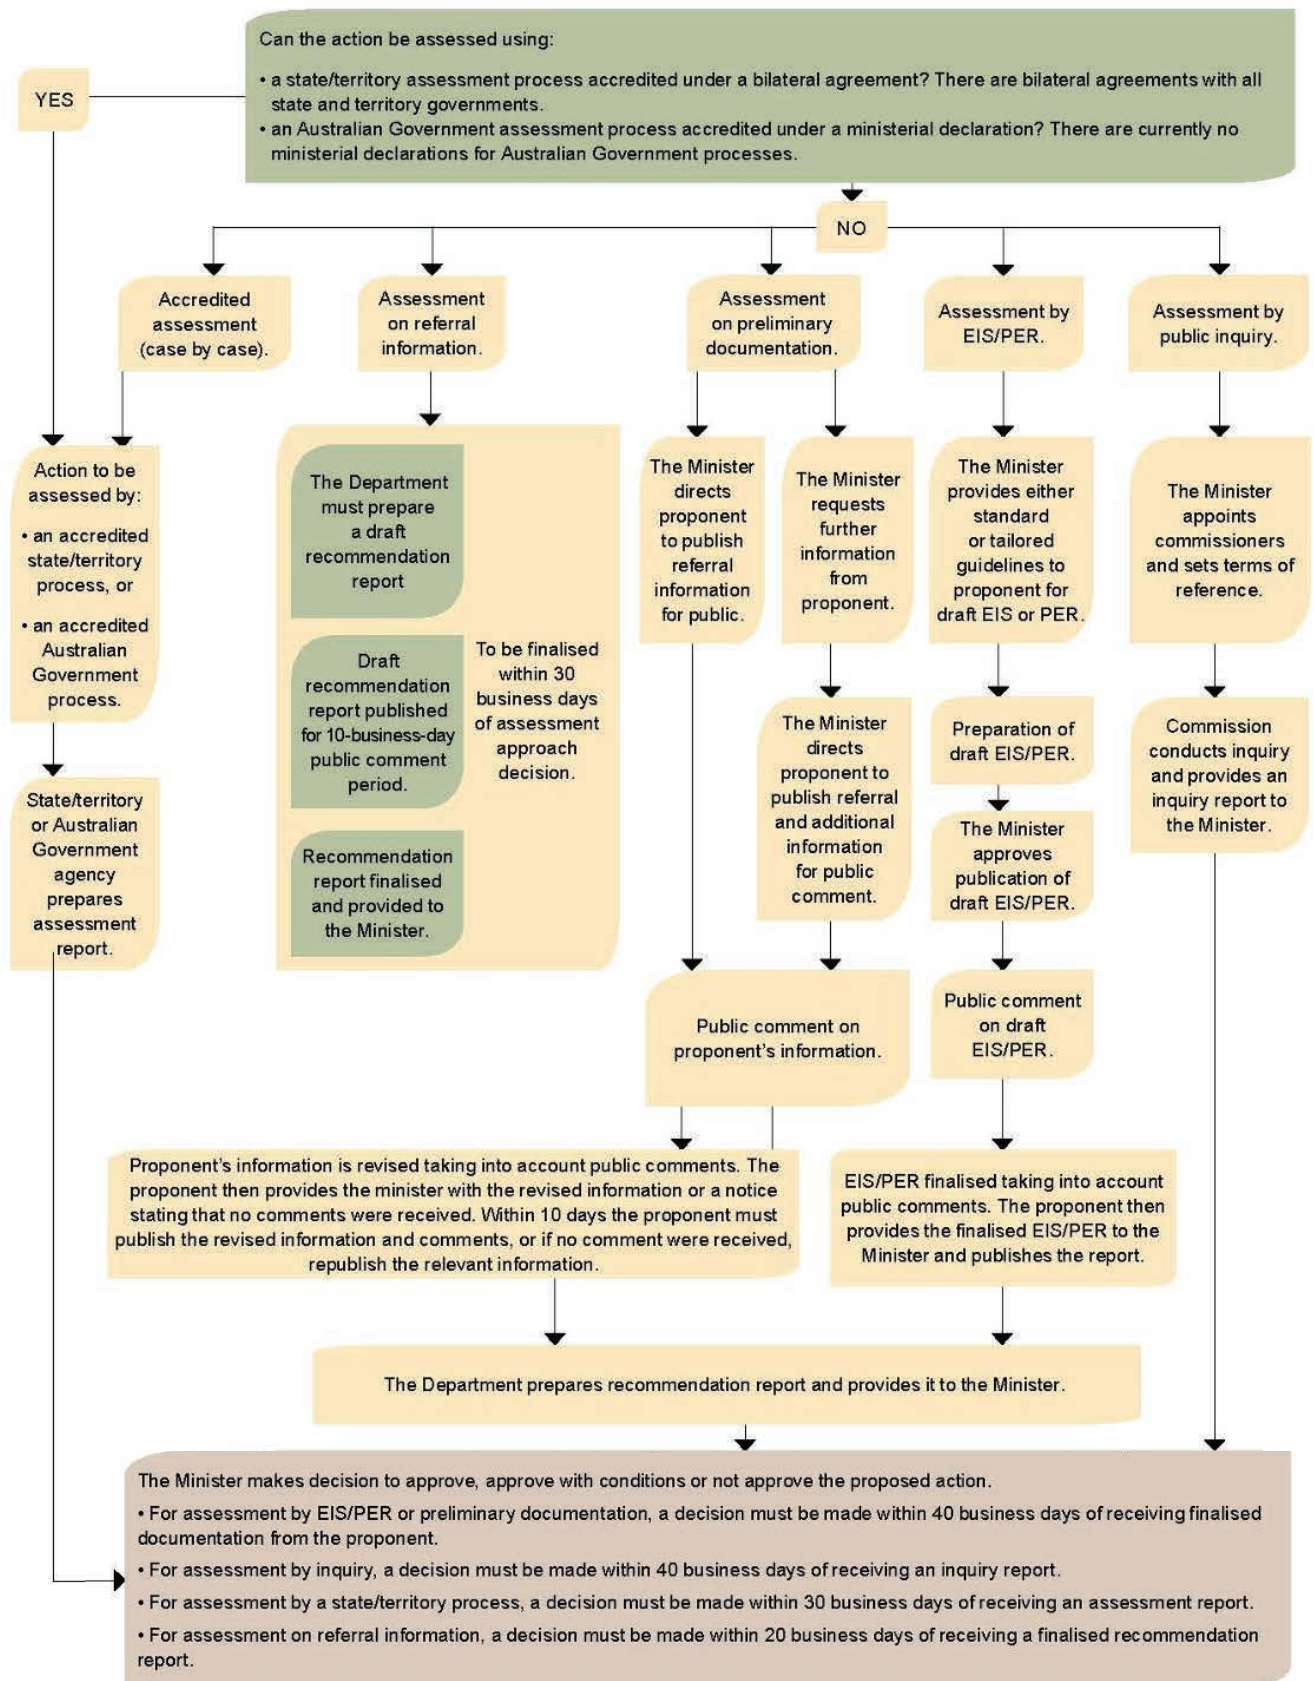 Can the action be assessed using:
• a state/territory assessment process accredited under a bilateral agreement? There are bilateral agreements with all
state and territory governments.
• an Australian Government assessment process accredited under a ministerial declaration? There are currently no
ministerial declarations for Australian Government processes.
YES
NO
Accredited
assessment
(case by case).
Assessment
on referral
information.
Assessment
on preliminary
documentation.
Assessment by
EIS/PER.
Assessment by
public inquiry.
Action to be
assessed by:
• an accredited
state/territory
process, or
• an accredited
Australian
Government
process.
State/territory
or Australian
Government
agency
prepares
assessment
report.
The Department
must prepare
a draft
recommendation
report
Draft
recommendation
report published
for 10-business-day
public comment
period.
Recommendation
report finalised
and provided to
the Minister.
To be finalised
within 30
business days
of assessment
approach
decision.
The Minister
directs
proponent
to publish
referral
information
for public.
The Minister
requests
further
information
from
proponent.
The Minister
directs
proponent to
publish referral
and additional
information
for public
comment.
Public comment on
proponent's information.
The Minister
provides either
standard
or tailored
guidelines to
proponent for
draft EIS or PER.
Preparation of
draft EIS/PER.
The Minister
approves
publication of
draft EIS/PER.
Public comment
on draft
EIS/PER.
The Minister
appoints
commissioners
and sets terms of
reference.
Commission
conducts inquiry
and provides an
inquiry report to
the Minister.
Proponent's information is revised taking into account public comments. The
proponent then provides the minister with the revised information or a notice
stating that no comments were received. Within 10 days the proponent must
publish the revised information and comments, or if no comment were received,
republish the relevant information.
EIS/PER finalised taking into account
public comments. The proponent then
provides the finalised EIS/PER to the
Minister and publishes the report.
The Department prepares recommendation report and provides it to the Minister.
The Minister makes decision to approve, approve with conditions or not approve the proposed action.
• For assessment by EIS/PER or preliminary documentation, a decision must be made within 40 business days of receiving finalised
documentation from the proponent.
• For assessment by inquiry, a decision must be made within 40 business days of receiving an inquiry report.
• For assessment by a state/territory process, a decision must be made within 30 business days of receiving an assessment report.
• For assessment on referral information, a decision must be made within 20 business days of receiving a finalised recommendation
report.